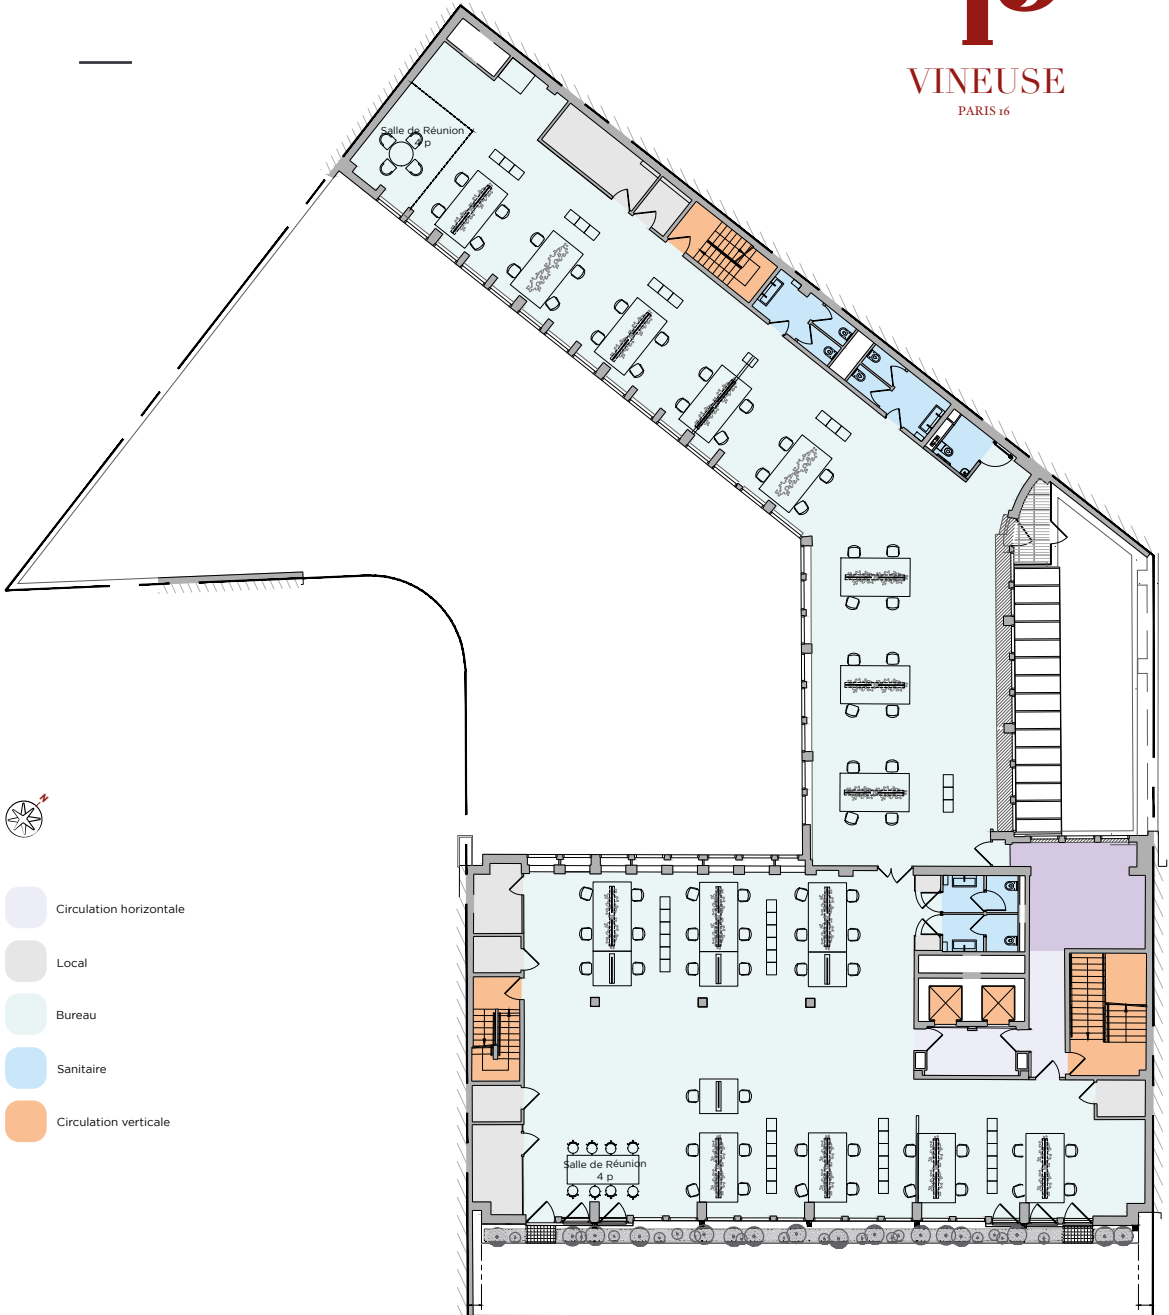 VINEUSE
PARIS 16
Salle de Réunion
4 p
N
Circulation horizontale
Local
Bureau
Sanitaire
Circulation verticale
Salle de Réunion
4 p